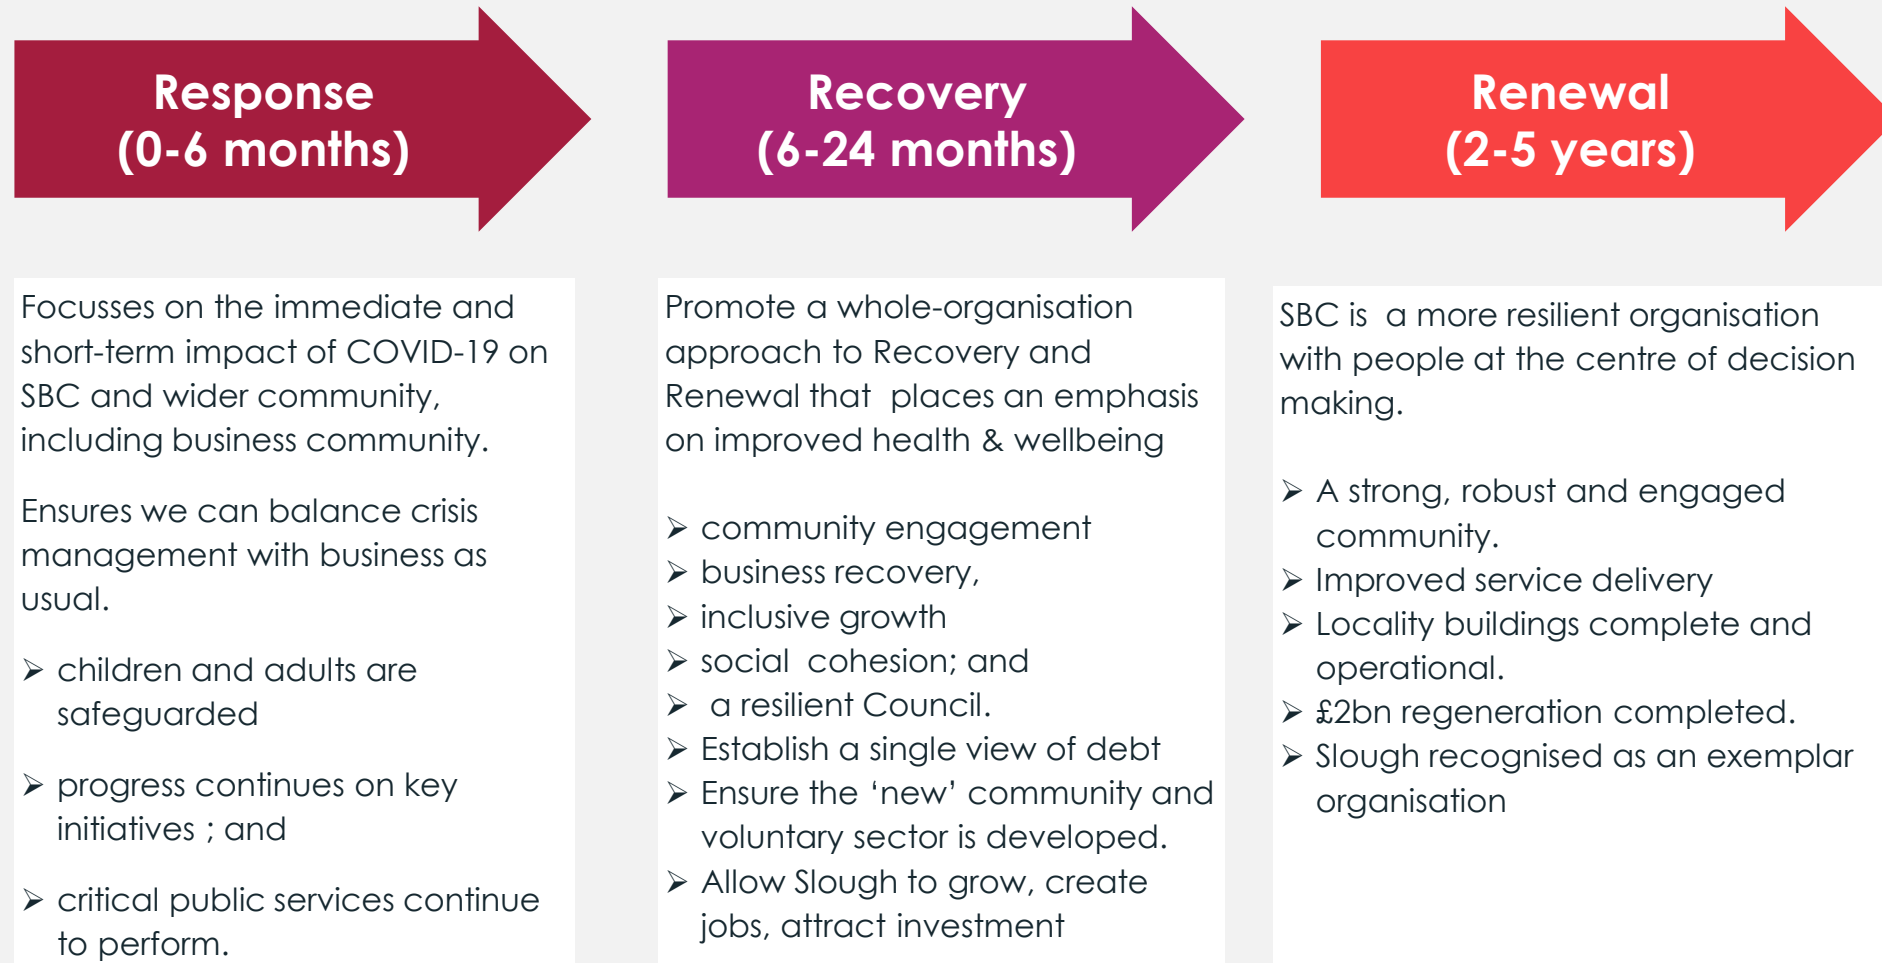 Response
(0-6 months)
Recovery
(6-24 months)
Renewal
(2-5 years)
Focusses on the immediate and
short-term impact of COVID-19 on
SBC and wider community,
including business community.
Ensures we can balance crisis
management with business as
usual.
➢ children and adults are
safeguarded
➢ progress continues on key
initiatives ; and
➢ critical public services continue
to perform.
Promote a whole-organisation
approach to Recovery and
Renewal that  places an emphasis
on improved health & wellbeing
➢ community engagement
➢ business recovery,
➢ inclusive growth
➢ social  cohesion; and
➢  a resilient Council.
➢ Establish a single view of debt
➢ Ensure the ‘new’ community and
voluntary sector is developed.
➢ Allow Slough to grow, create
jobs, attract investment
SBC is  a more resilient organisation
with people at the centre of decision
making.
➢ A strong, robust and engaged
community.
➢ Improved service delivery
➢ Locality buildings complete and
operational.
➢ £2bn regeneration completed.
➢ Slough recognised as an exemplar
organisation